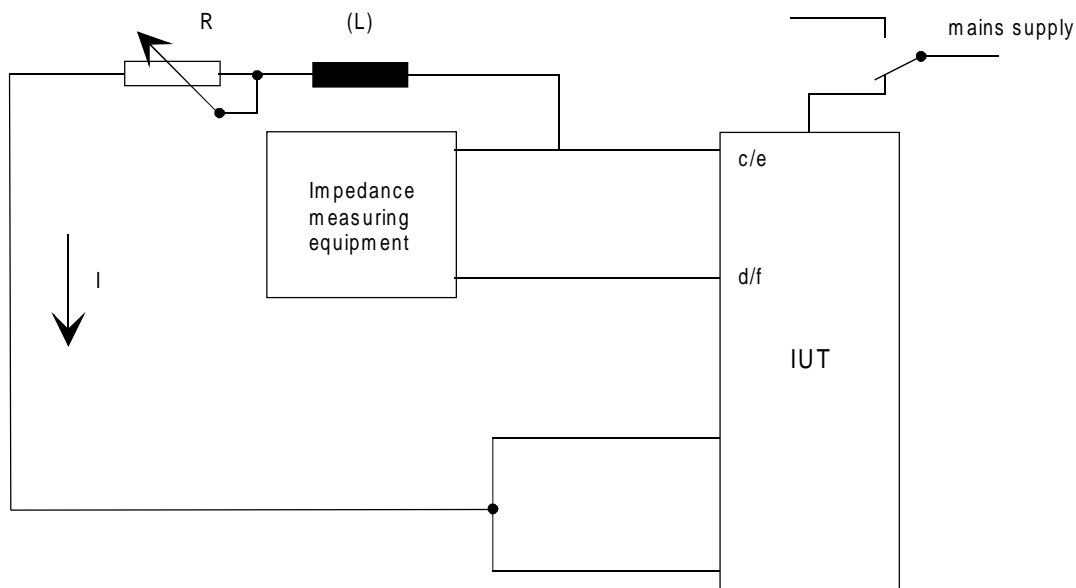 R
(L)
mains supply
c/e
Impedance
measuring
equipment
d/f
I
IUT